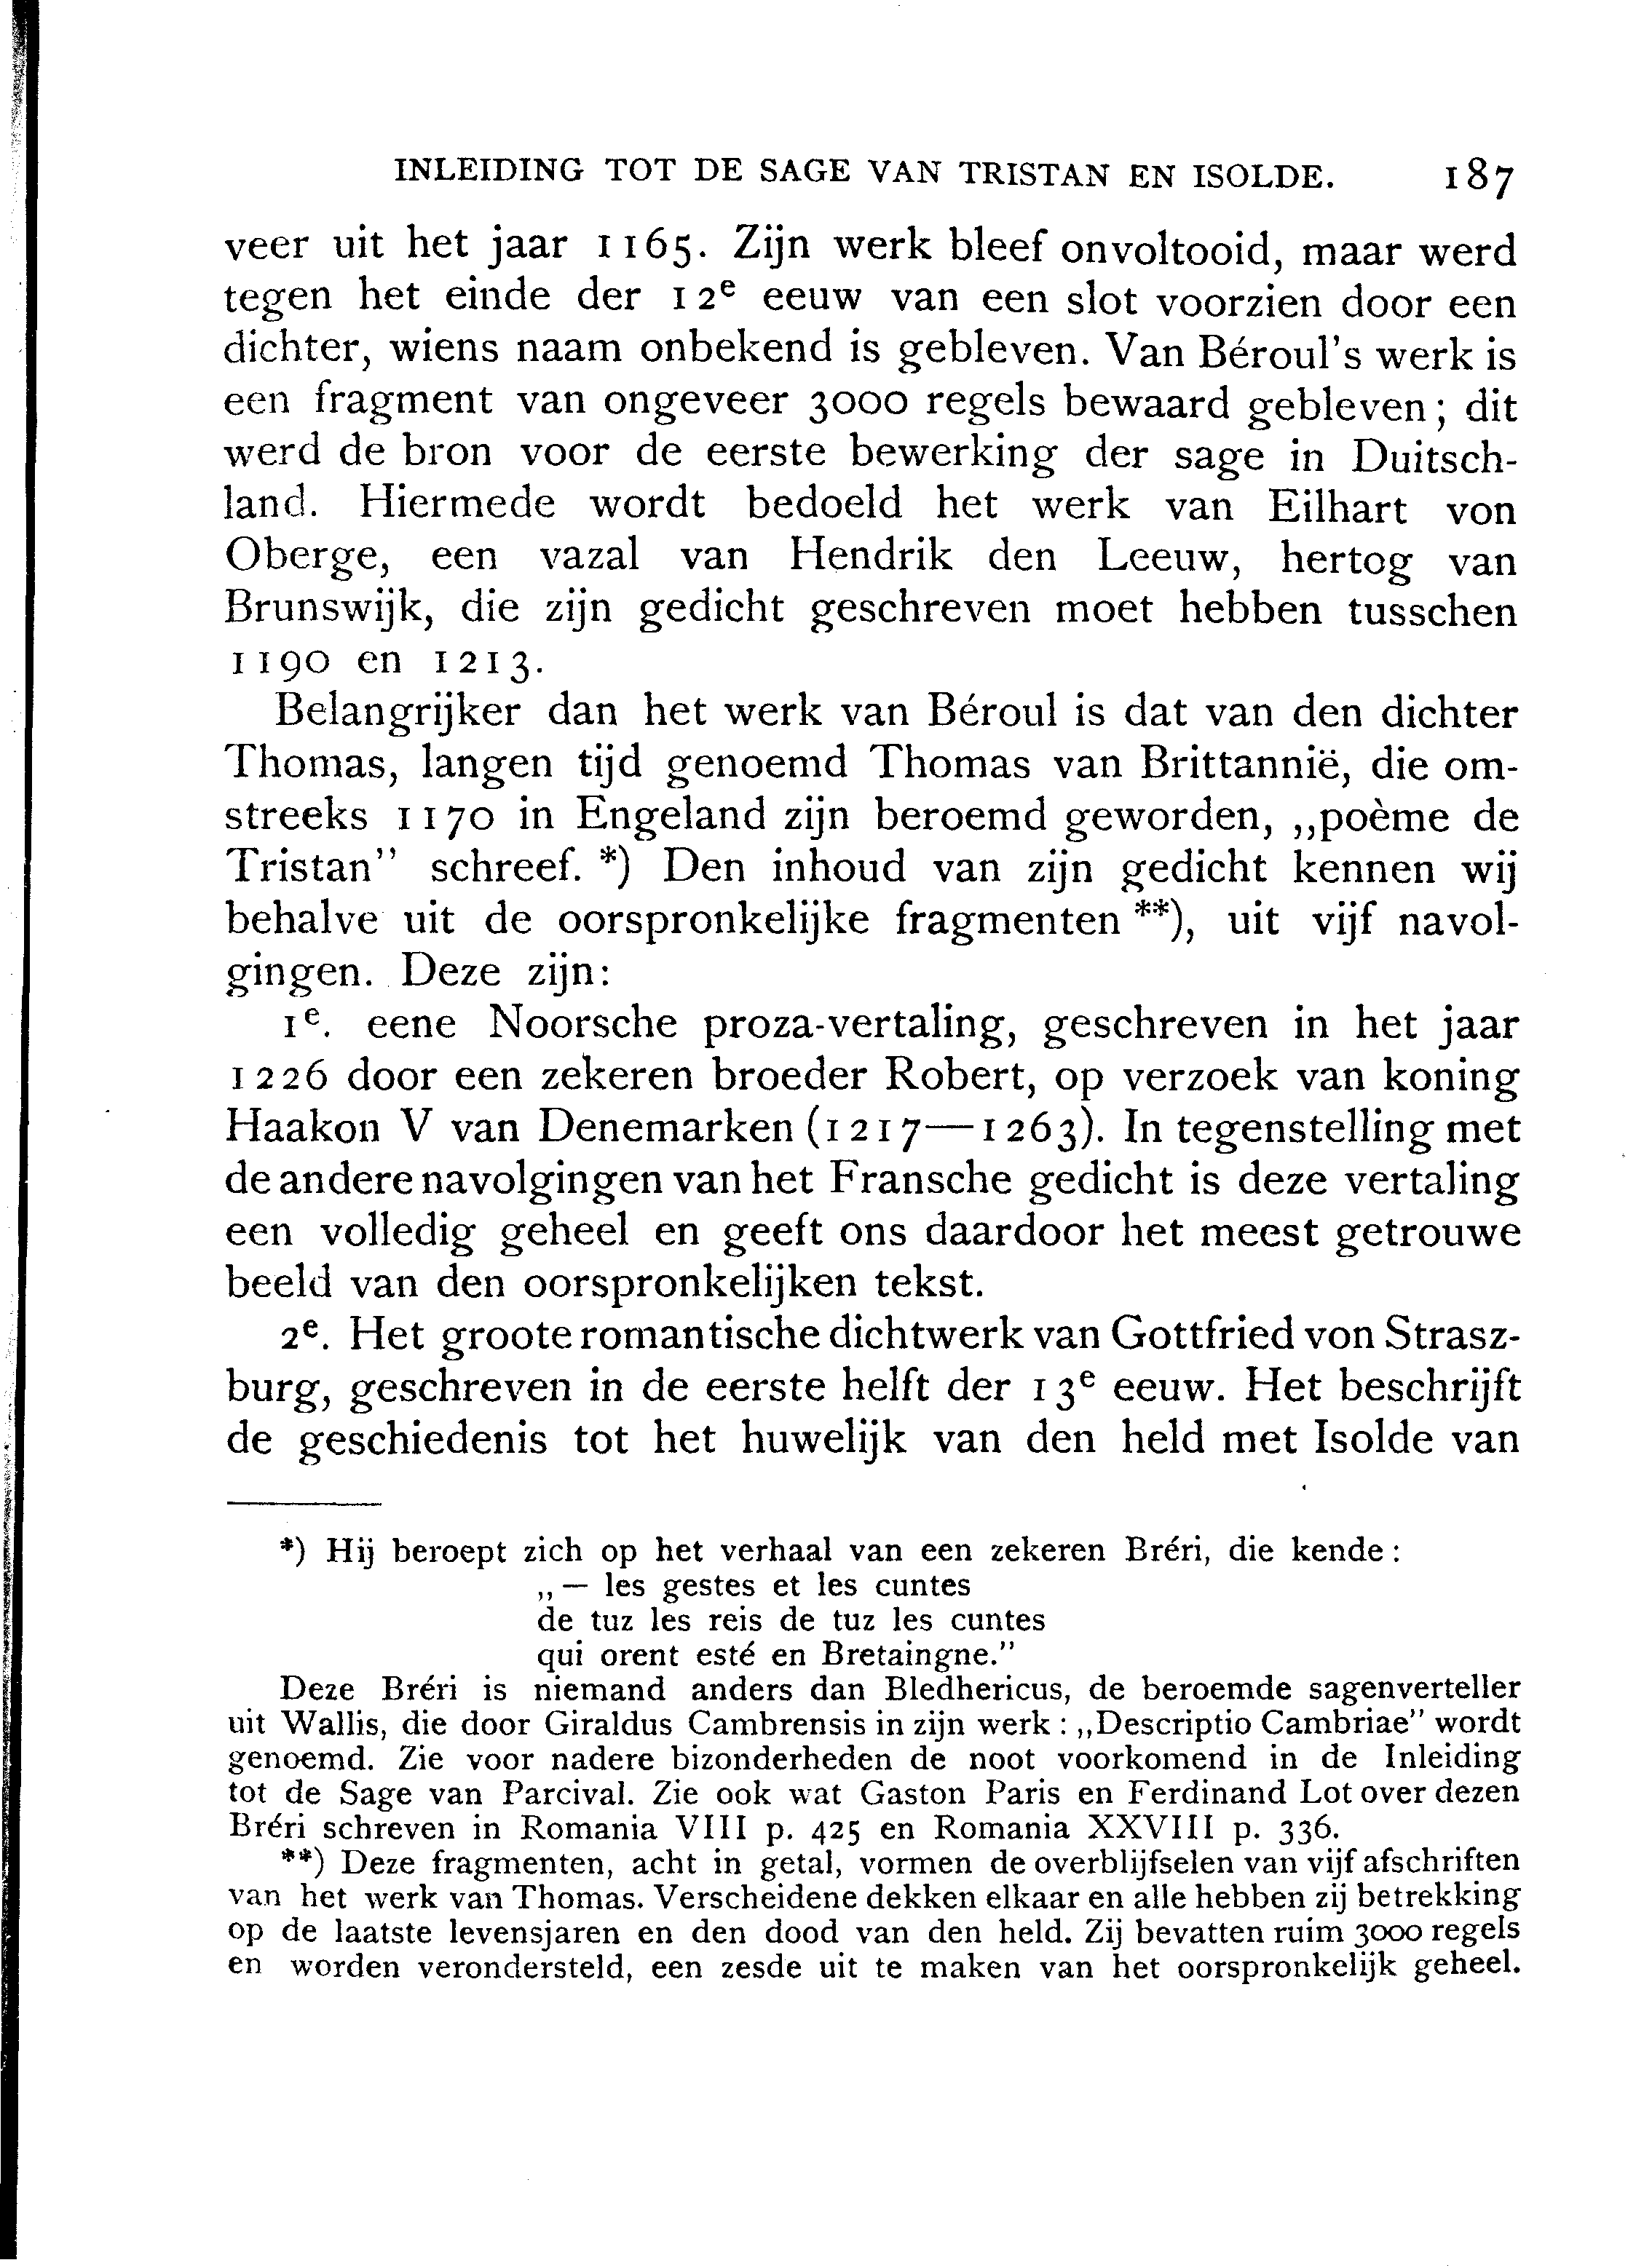 INLEIDING TOT DE SAGE VAN TRISTAN EN ISOLDE. 187
veer uit het jaar 1165. Zijn werk bleef onvoltooid, maar werd
tegen het einde der 12e eeuw van een slot voorzien door een
dichter, wiens naam onbekend is gebleven. Van Béroul's werk is
een fragment van ongeveer 3000 regels bewaard gebleven; dit
werd de bron voor de eerste bewerking der sage in Duitsch-
land. Hiermede wordt bedoeld het werk van Eilhart von
Oberge, een vazal van Hendrik den Leeuw, hertog van
Brunswijk, die zijn gedicht geschreven moet hebben tusschen
1190 en 1213.
Belangrijker dan het werk van Béroul is dat van den dichter
Thomas, langen tijd genoemd Thomas van Brittannië, die om-
streeks 1170 in Engeland zijn beroemd geworden, „poème de
Tristan” schreef. *) Den inhoud van zijn gedicht kennen wij
behalve uit de oorspronkelijke fragmenten **), uit vijf navol-
gingen. Deze zijn:
1e. eene Noorsche proza-vertaling, geschreven in het jaar
1226 door een zekeren broeder Robert, op verzoek van koning
Haakon V van Denemarken (1217—1263). In tegenstelling met
de andere navolgingen van het Fransche gedicht is deze vertaling
een volledig geheel en geeft ons daardoor het meest getrouwe
beeld van den oorspronkelijken tekst.
2e. Het groote romantische dichtwerk van Gottfried von Strasz-
burg, geschreven in de eerste helft der 13e eeuw. Het beschrijft
de geschiedenis tot het huwelijk van den held met Isolde van
*) Hij beroept zich op het verhaal van een zekeren Bréri, die kende:
„— les gestes et les cuntes
de tuz les reis de tuz les cuntes
qui orent esté en Bretaingne.”
Deze Bréri is niemand anders dan Bledhericus, de beroemde sagenverteller
uit Wallis, die door Giraldus Cambrensis in zijn werk: „Descriptio Cambriae” wordt
genoemd. Zie voor nadere bizonderheden de noot voorkomend in de Inleiding
tot de Sage van Parcival. Zie ook wat Gaston Paris en Ferdinand Lot over dezen
Bréri schreven in Romania VIII p. 425 en Romania XXVIII p. 336.
**) Deze fragmenten, acht in getal, vormen de overblijfselen van vijf afschriften
van het werk van Thomas. Verscheidene dekken elkaar en alle hebben zij betrekking
op de laatste levensjaren en den dood van den held. Zij bevatten ruim 3000 regels
en worden verondersteld, een zesde uit te maken van het oorspronkelijk geheel.